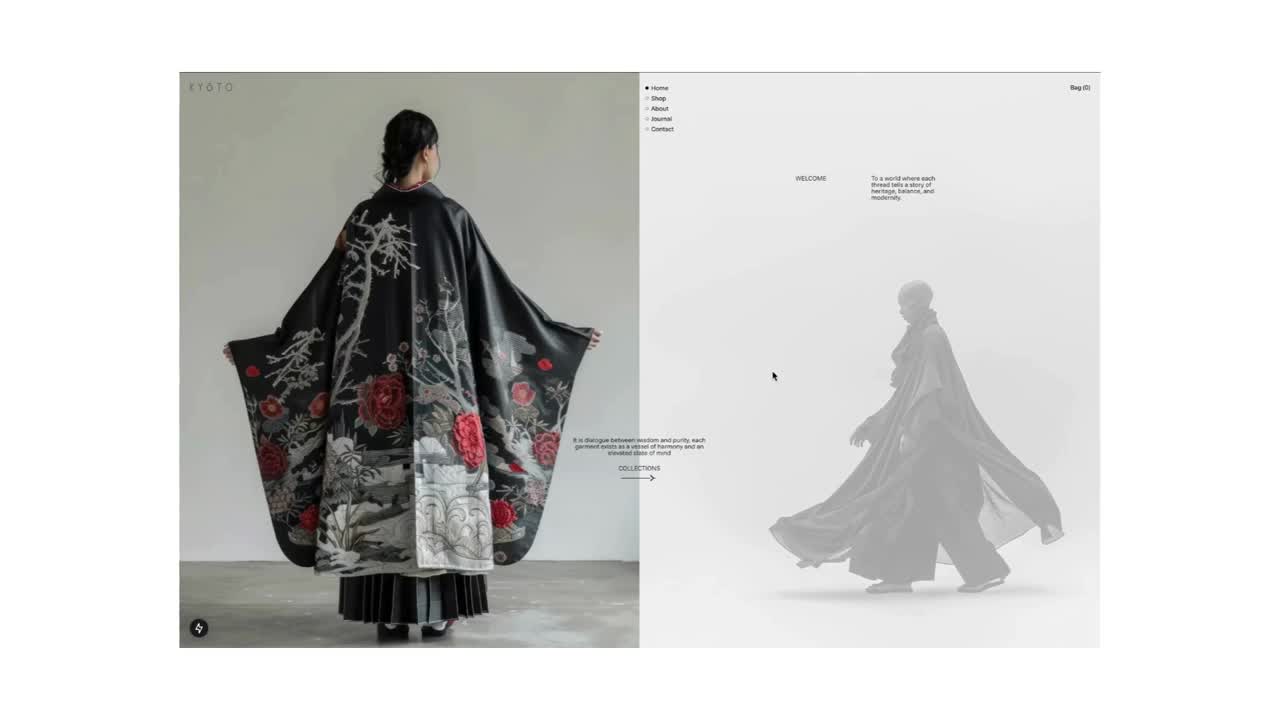 KYŌTO
Home
Shop
About
Journal
Contact
Bag (0)
WELCOME
To a world where each
thread tells a story of
heritage, balance, and
modernity.
It is dialogue between wisdom and purity, each
garment exists as a vessel of harmony and an
elevated state of mind
COLLECTIONS